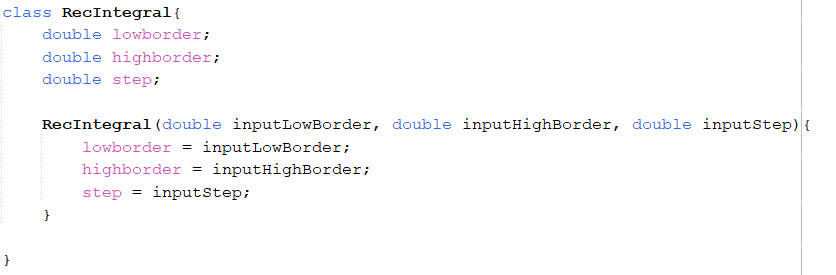 class RecIntegral{
    double lowborder;
    double highborder;
    double step;

    RecIntegral(double inputLowBorder, double inputHighBorder, double inputStep){
        lowborder = inputLowBorder;
        highborder = inputHighBorder;
        step = inputStep;
    }

}